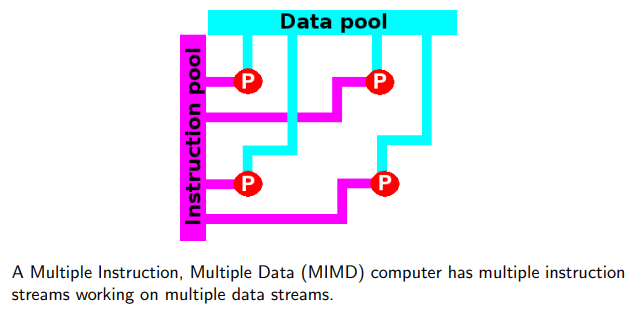 Data pool
Instruction pool
P
P
P
P
A Multiple Instruction, Multiple Data (MIMD) computer has multiple instruction
streams working on multiple data streams.